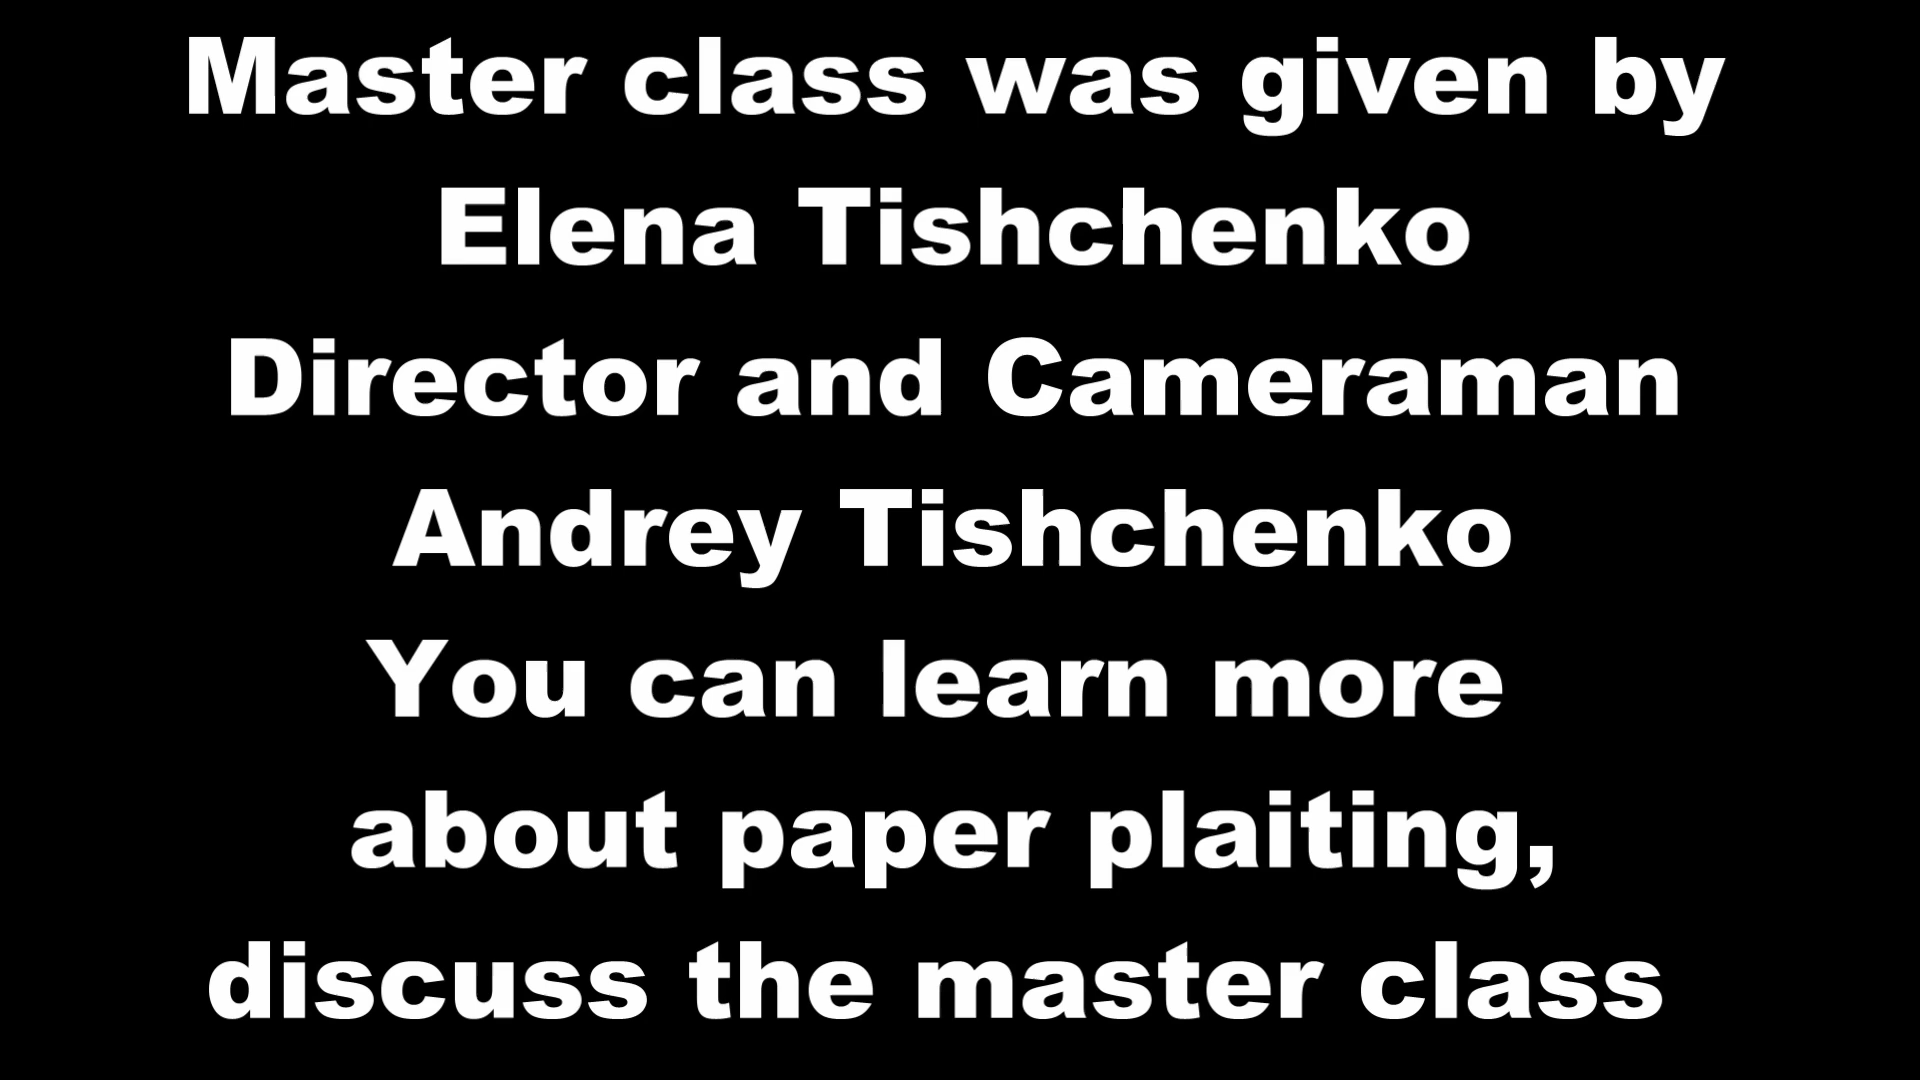 Master class was given by
Elena Tishchenko
Director and Cameraman
Andrey Tishchenko
You can learn more
about paper plaiting,
discuss the master class